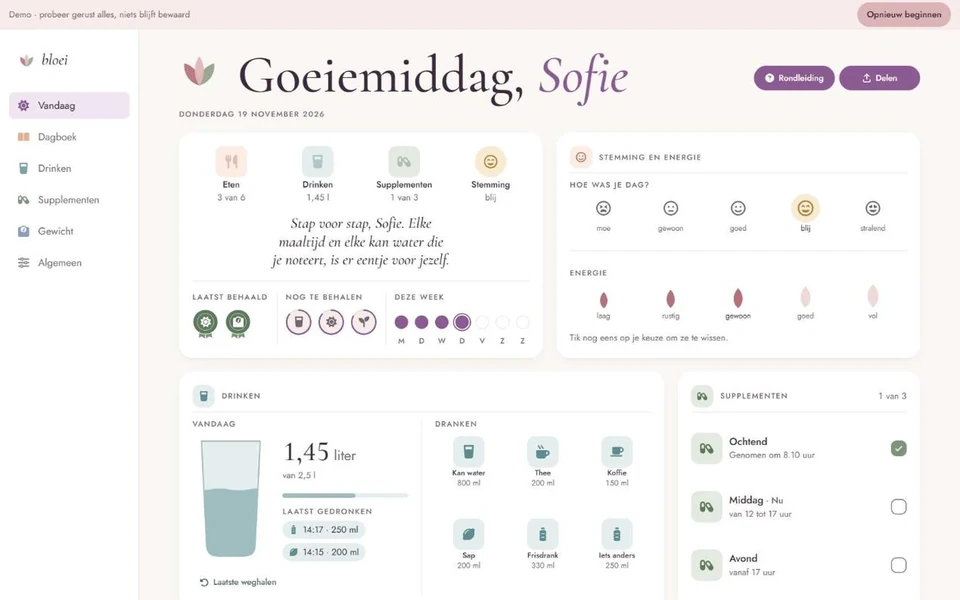 Demo - probeer gerust alles, niets blijft bewaard
Opnieuw beginnen
bloei
Vandaag
Dagboek
Drinken
Supplementen
Gewicht
Algemeen
Goeiemiddag, Sofie
Rondleiding
Delen
DONDERDAG 19 NOVEMBER 2026
Eten
3 van 6
Drinken
1,45 l
Supplementen
1 van 3
Stemming
blij
Stap voor stap, Sofie. Elke
maaltijd en elke kan water die
je noteert, is er eentje voor jezelf.
LAATST BEHAALD
NOG TE BEHALEN
DEZE WEEK
M D W D V Z Z
STEMMING EN ENERGIE
HOE WAS JE DAG?
moe
gewoon
goed
blij
stralend
ENERGIE
laag
rustig
gewoon
goed
vol
Tik nog eens op je keuze om ze te wissen.
DRINKEN
VANDAAG
1,45 liter
van 2,5 l
LAATST GEDRONKEN
14:17 · 250 ml
14:15 · 200 ml
Laatste weghalen
DRANKEN
Kan water
800 ml
Thee
200 ml
Koffie
150 ml
Sap
200 ml
Frisdrank
330 ml
Iets anders
250 ml
SUPPLEMENTEN
1 van 3
Ochtend
Genomen om 8.10 uur
Middag · Nu
van 12 tot 17 uur
Avond
vanaf 17 uur